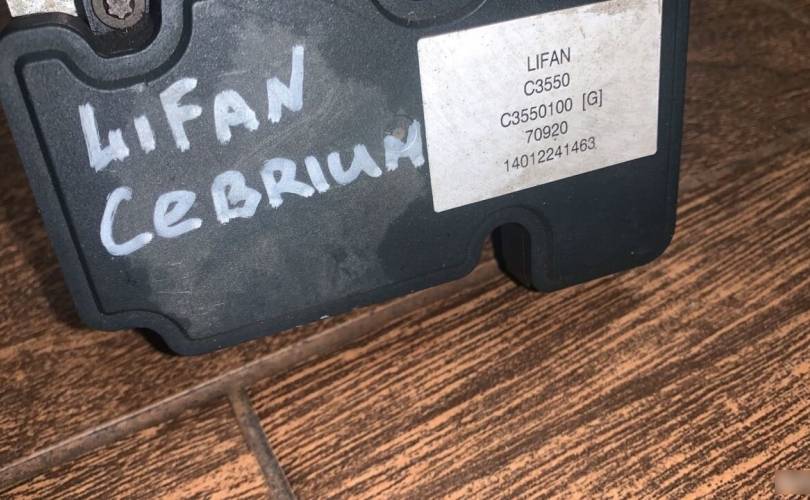 LIFAN
CeBRIUM
LIFAN
C3550
C3550100 [G]
70920
14012241463